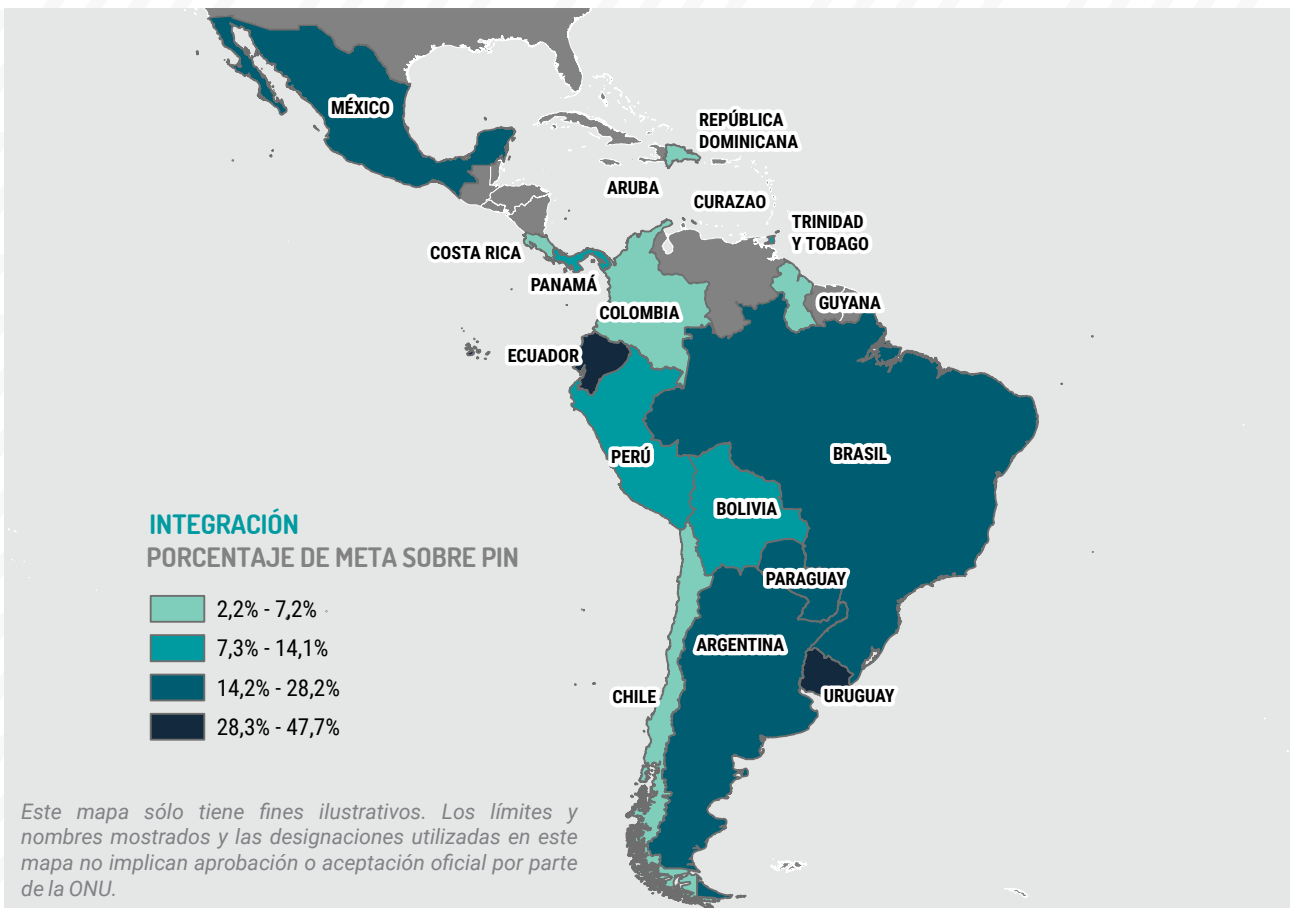 MÉXICO
REPÚBLICA
DOMINICANA
ARUBA
CURAZAO
TRINIDAD
Y TOBAGO
COSTA RICA
PANAMÁ
GUYANA
COLOMBIA
ECUADOR
PERÚ
BRASIL
BOLIVIA
PARAGUAY
ARGENTINA
CHILE
URUGUAY
INTEGRACIÓN
PORCENTAJE DE META SOBRE PIN
2,2% - 7,2%
7,3% - 14,1%
14,2% - 28,2%
28,3% - 47,7%
Este mapa sólo tiene fines ilustrativos. Los límites y
nombres mostrados y las designaciones utilizadas en este
mapa no implican aprobación o aceptación oficial por parte
de la ONU.